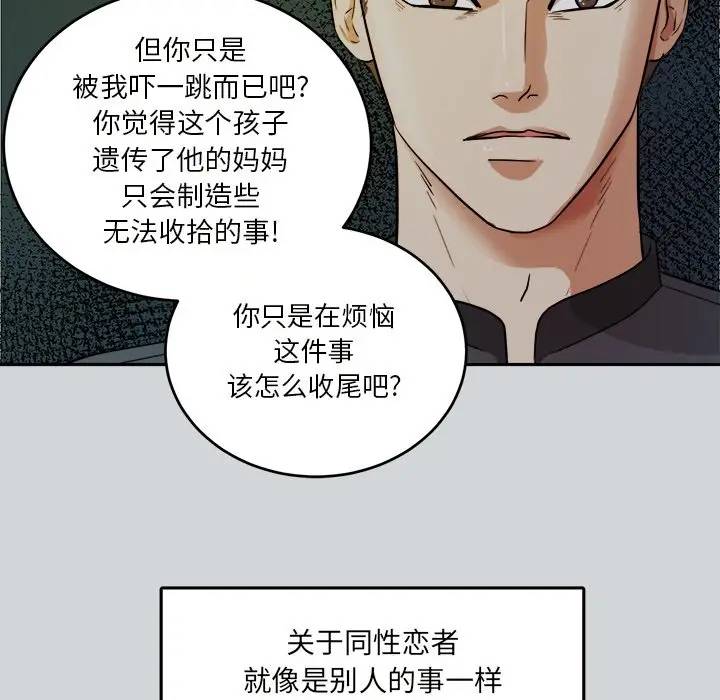 但你只是
被我吓一跳而已吧?
你觉得这个孩子
遗传了他的妈妈
只会制造些
无法收拾的事!
你只是在烦恼
这件事
该怎么收尾吧?
关于同性恋者
就像是别人的事一样